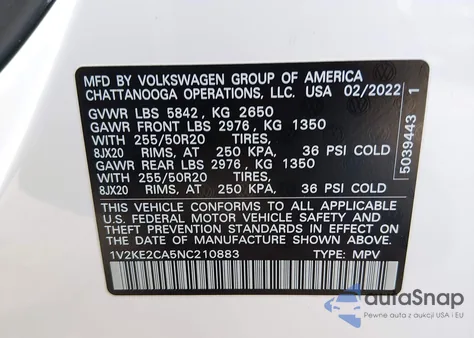 MFD BY VOLKSWAGEN GROUP OF AMERICA
CHATTANOOGA OPERATIONS, LLC. USA 02/2022
GVWR LBS 5842, KG 2650
GAWR FRONT LBS 2976, KG 1350
WITH 255/50R20 TIRES,
8JX20 RIMS, AT 250 KPA, 36 PSI COLD
GAWR REAR LBS 2976, KG 1350
WITH 255/50R20 TIRES,
8JX20 RIMS, AT 250 KPA, 36 PSI COLD
THIS VEHICLE CONFORMS TO ALL APPLICABLE
U.S. FEDERAL MOTOR VEHICLE SAFETY AND
THEFT PREVENTION STANDARDS IN EFFECT ON
THE DATE OF MANUFACTURE SHOWN ABOVE.
1V2KE2CA5NC210883 TYPE: MPV
5039443 1
autaSnap
Pewne auta z aukcji USA i EU